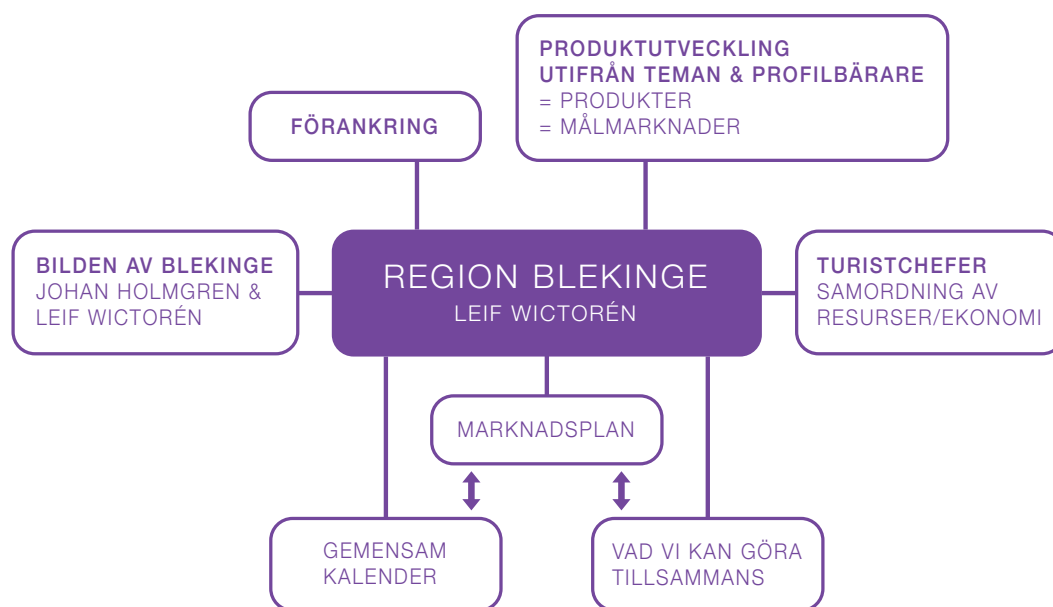 PRODUKTUTVECKLING
UTIFRÅN TEMAN & PROFILBÄRARE
= PRODUKTER
= MÅLMARKNADER
FÖRANKRING
BILDEN AV BLEKINGE
JOHAN HOLMGREN &
LEIF WICTORÉN
REGION BLEKINGE
LEIF WICTORÉN
TURISTCHEFER
SAMORDNING AV
RESURSER/EKONOMI
MARKNADSPLAN
GEMENSAM
KALENDER
VAD VI KAN GÖRA
TILLSAMMANS